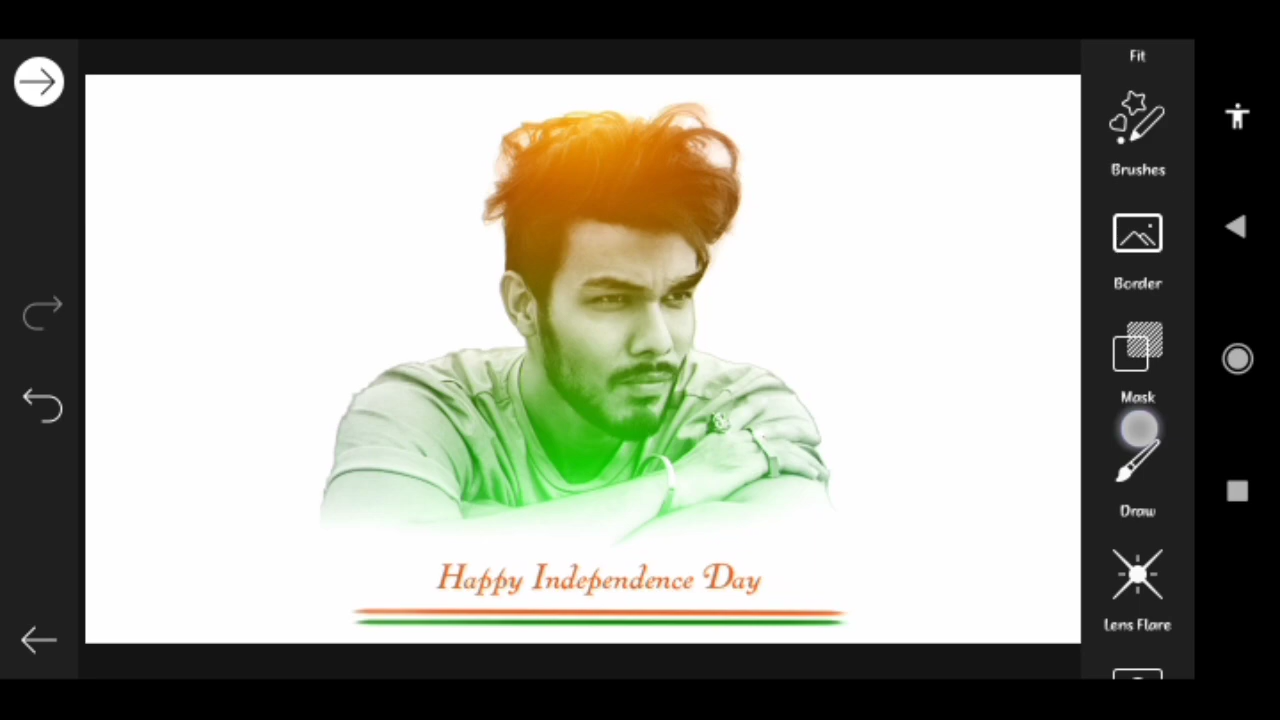 Fit
Brushes
Border
Mask
Draw
Lens Flare
Happy Independence Day